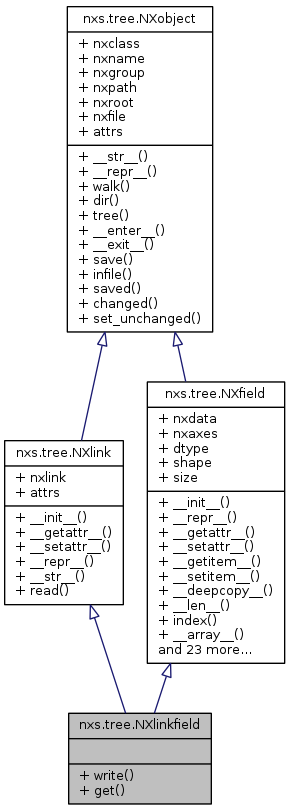 nxs.tree.NXobject
+ nxclass
+ nxname
+ nxgroup
+ nxpath
+ nxroot
+ nxfile
+ attrs
+ __str__()
+ __repr__()
+ walk()
+ dir()
+ tree()
+ __enter__()
+ __exit__()
+ save()
+ infile()
+ saved()
+ changed()
+ set_unchanged()
nxs.tree.NXlink
+ nxlink
+ attrs
+ __init__()
+ __getattr__()
+ __setattr__()
+ __repr__()
+ __str__()
+ read()
nxs.tree.NXfield
+ nxdata
+ nxaxes
+ dtype
+ shape
+ size
+ __init__()
+ __repr__()
+ __getattr__()
+ __setattr__()
+ __getitem__()
+ __setitem__()
+ __deepcopy__()
+ __len__()
+ index()
+ __array__()
and 23 more...
nxs.tree.NXlinkfield
+ write()
+ get()